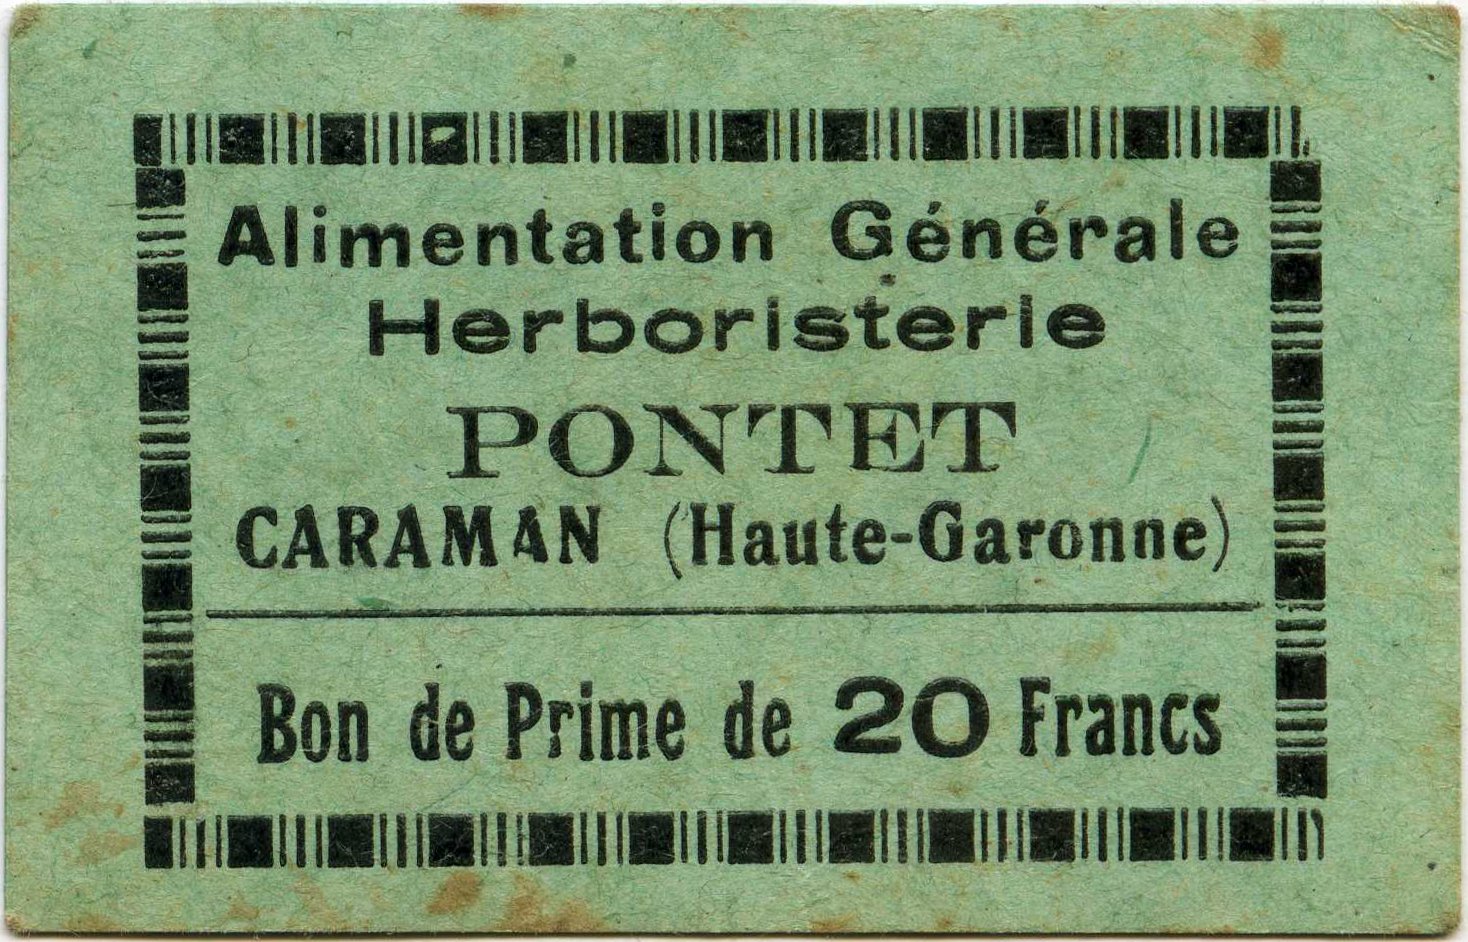 Alimentation Générale
Herboristerie
PONTET
CARAMAN (Haute-Garonne)
Bon de Prime de 20 Francs